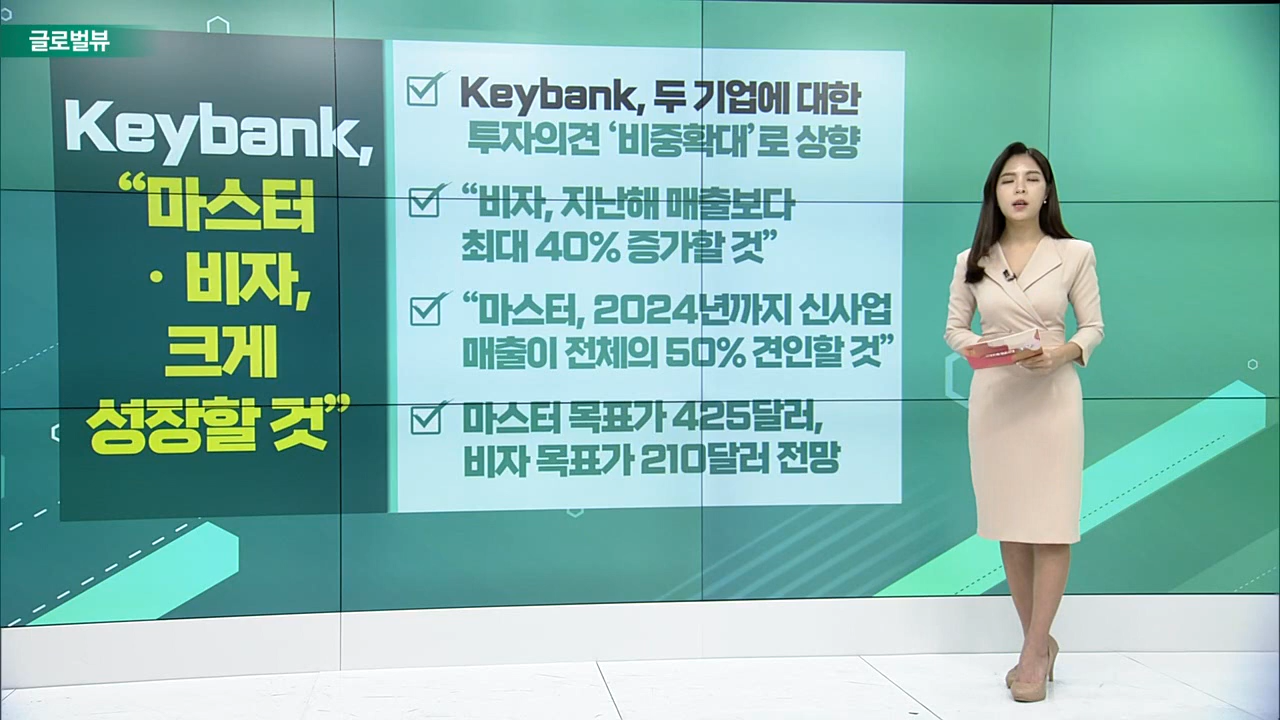 글로벌뷰
Keybank,
“마스터
· 비자,
크게
성장할 것”
Keybank, 두 기업에 대한
투자의견 ‘비중확대’로 상향
“비자, 지난해 매출보다
최대 40% 증가할 것”
“마스터, 2024년까지 신사업
매출이 전체의 50% 견인할 것”
마스터 목표가 425달러,
비자 목표가 210달러 전망